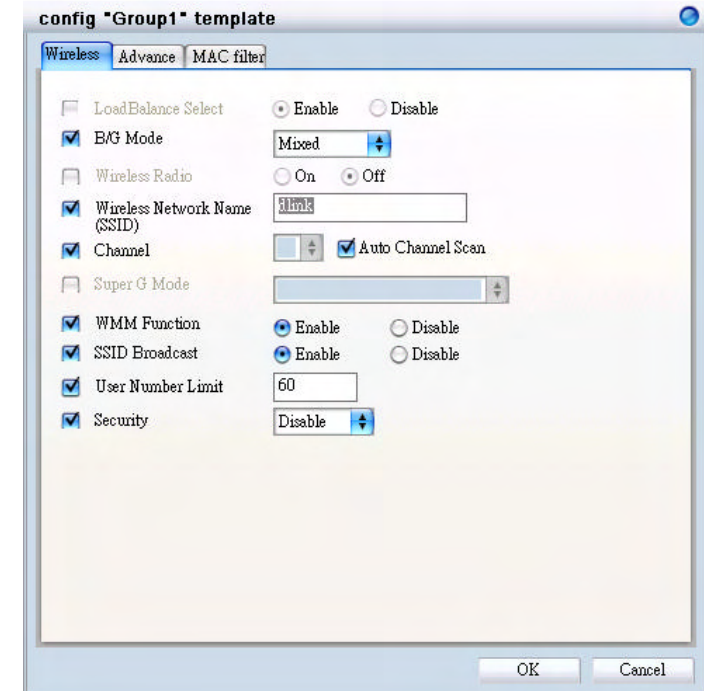 config "Group1" template
Wireless Advance MAC filter
LoadBalance Select Enable Disable
B/G Mode Mixed
Wireless Radio On Off
Wireless Network Name dlink
(SSID)
Channel Auto Channel Scan
Super G Mode
WMM Function Enable Disable
SSID Broadcast Enable Disable
User Number Limit 60
Security Disable
OK Cancel